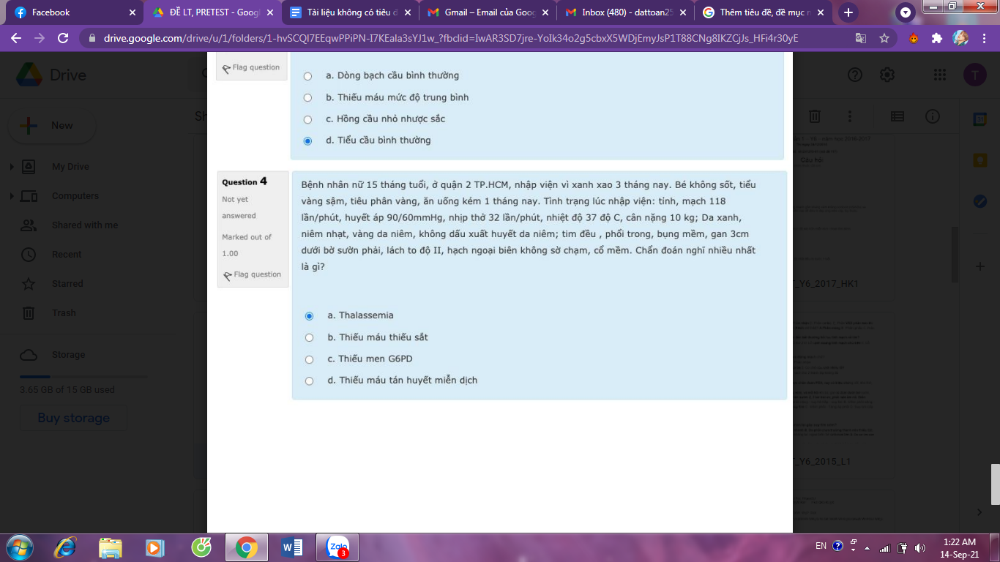 Facebook
ĐỀ LT, PRETEST - Googl
Tài liệu không có tiêu đ
Gmail – Email của Goog
Inbox (480) - dattoan25
Thêm tiêu đề, đề mục n
drive.google.com/drive/u/1/folders/1-hvSCQl7EEqwPPiPN-I7KEala3sYJ1w_?fbclid=IwAR3SD7jre-YoIk34o2g5cbxX5WDjEmyJsP1T88CNg8IKZCjJs_HFi4r30yE
Drive
T
New
My Drive
Computers
Shared with me
Recent
Starred
Trash
Storage
3.65 GB of 15 GB used
Buy storage
Sh
Flag question
a. Dòng bạch cầu bình thường
b. Thiếu máu mức độ trung bình
c. Hồng cầu nhỏ nhược sắc
d. Tiểu cầu bình thường
Question 4
Not yet
answered
Marked out of
1.00
Flag question
Bệnh nhân nữ 15 tháng tuổi, ở quận 2 TP.HCM, nhập viện vì xanh xao 3 tháng nay. Bé không sốt, tiểu
vàng sậm, tiêu phân vàng, ăn uống kém 1 tháng nay. Tình trạng lúc nhập viện: tỉnh, mạch 118
lần/phút, huyết áp 90/60mmHg, nhịp thở 32 lần/phút, nhiệt độ 37 độ C, cân nặng 10 kg; Da xanh,
niêm nhạt, vàng da niêm, không dấu xuất huyết da niêm; tim đều , phổi trong, bụng mềm, gan 3cm
dưới bờ sườn phải, lách to độ II, hạch ngoại biên không sờ chạm, cổ mềm. Chẩn đoán nghĩ nhiều nhất
là gì?
a. Thalassemia
b. Thiếu máu thiếu sắt
c. Thiếu men G6PD
d. Thiếu máu tán huyết miễn dịch
Câu hỏi
T_Y6_2017_HK1
T_Y6_2015_L1
Zalo
3
EN
1:22 AM
14-Sep-21